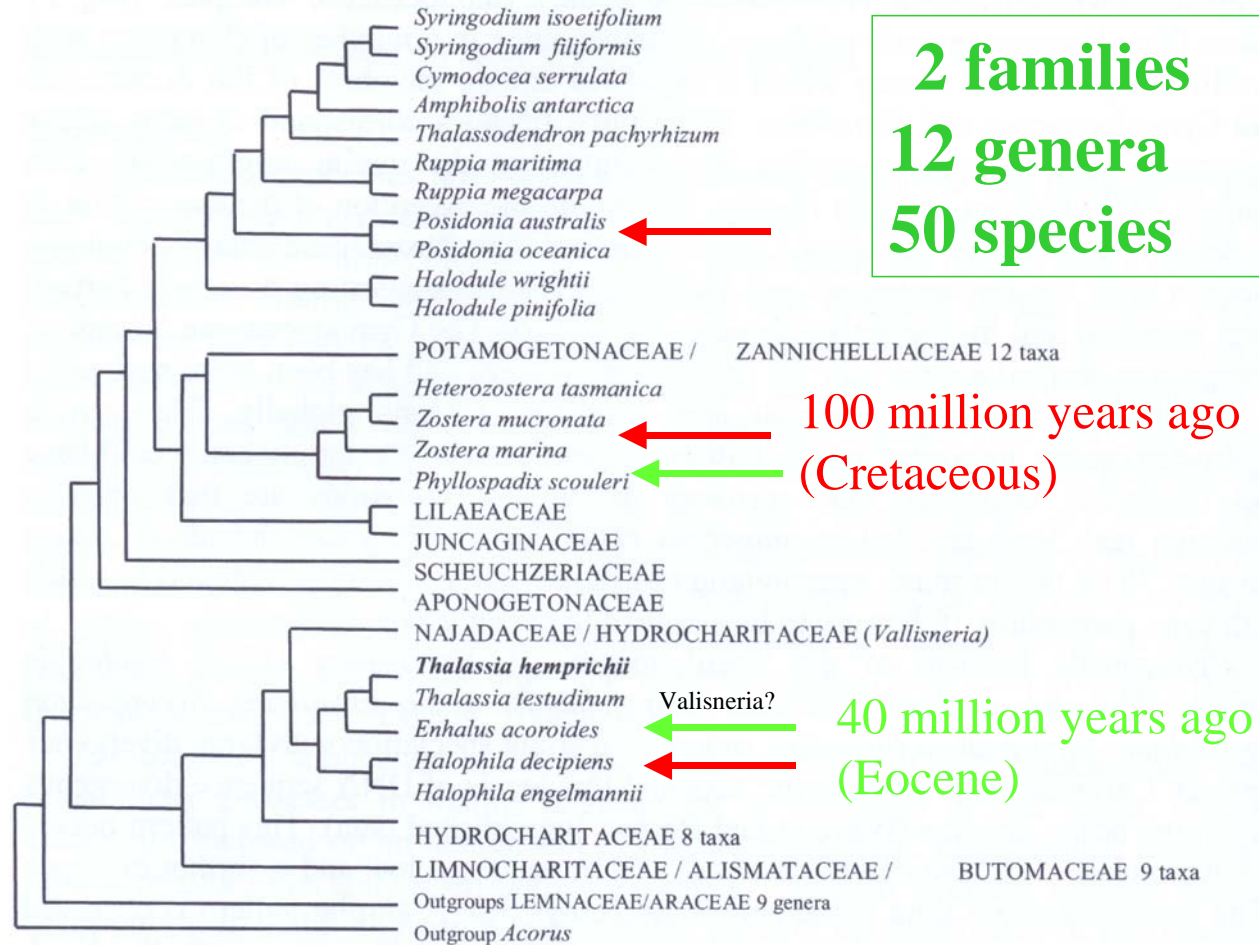 Syringodium isoetifolium
Syringodium filiformis
Cymodocea serrulata
Amphibolis antarctica
Thalassodendron pachyrhizum
Ruppia maritima
Ruppia megacarpa
Posidonia australis
Posidonia oceanica
Halodule wrightii
Halodule pinifolia
POTAMOGETONACEAE / ZANNICHELLIACEAE 12 taxa
Heterozostera tasmanica
Zostera mucronata
Zostera marina
Phyllospadix scouleri
LILAEACEAE
JUNCAGINACEAE
SCHEUCHZERIACEAE
APONOGETONACEAE
NAJADACEAE / HYDROCHARITACEAE (Vallisneria)
Thalassia hemprichii
Thalassia testudinum
Enhalus acoroides
Halophila decipiens
Halophila engelmannii
HYDROCHARITACEAE 8 taxa
LIMNOCHARITACEAE / ALISMATACEAE / BUTOMACEAE 9 taxa
Outgroups LEMNACEAE/ARACEAE 9 genera
Outgroup Acorus
2 families
12 genera
50 species
100 million years ago
(Cretaceous)
Valisneria?
40 million years ago
(Eocene)